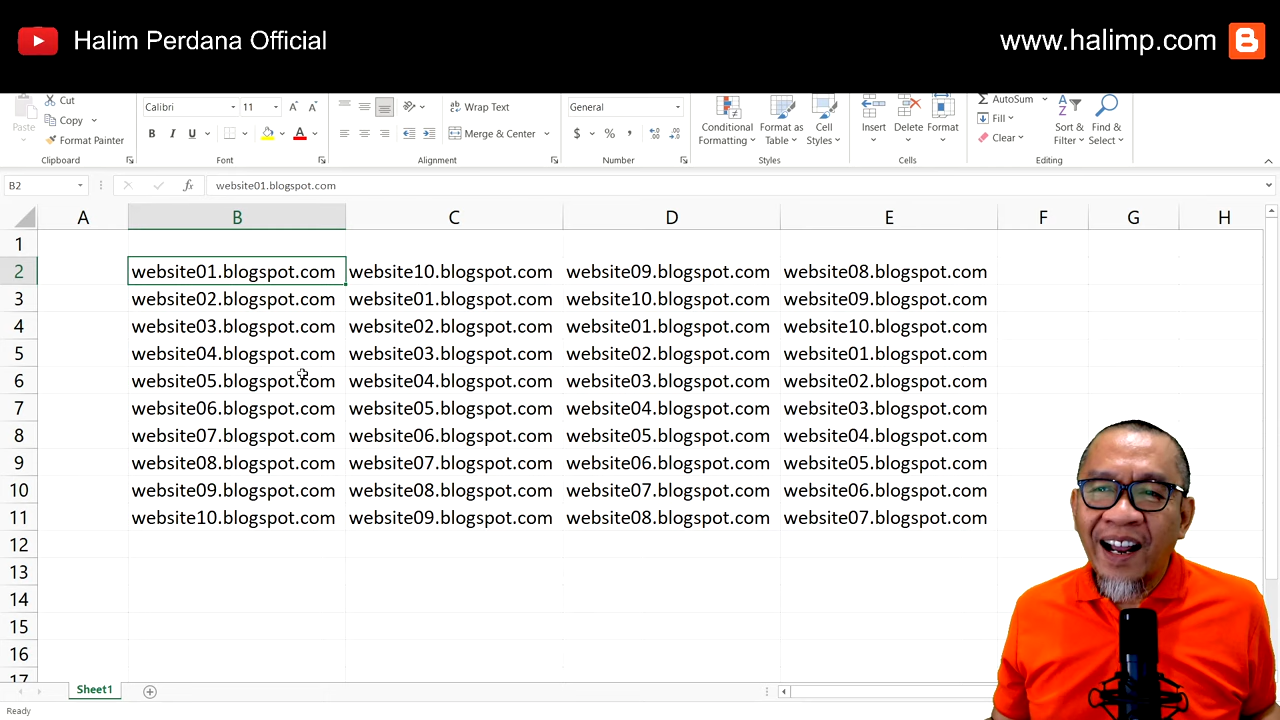 Halim Perdana Official
www.halimp.com
Cut
Copy
Format Painter
Paste
Clipboard
Calibri
11
B I U
Font
Wrap Text
Merge & Center
Alignment
General
$ % ,
Number
Conditional Formatting
Format as Table
Cell Styles
Styles
Insert
Delete
Format
Cells
AutoSum
Fill
Clear
Sort & Filter
Find & Select
Editing
B2
fx
website01.blogspot.com
A B C D E F G H
1
2 website01.blogspot.com website10.blogspot.com website09.blogspot.com website08.blogspot.com
3 website02.blogspot.com website01.blogspot.com website10.blogspot.com website09.blogspot.com
4 website03.blogspot.com website02.blogspot.com website01.blogspot.com website10.blogspot.com
5 website04.blogspot.com website03.blogspot.com website02.blogspot.com website01.blogspot.com
6 website05.blogspot.com website04.blogspot.com website03.blogspot.com website02.blogspot.com
7 website06.blogspot.com website05.blogspot.com website04.blogspot.com website03.blogspot.com
8 website07.blogspot.com website06.blogspot.com website05.blogspot.com website04.blogspot.com
9 website08.blogspot.com website07.blogspot.com website06.blogspot.com website05.blogspot.com
10 website09.blogspot.com website08.blogspot.com website07.blogspot.com website06.blogspot.com
11 website10.blogspot.com website09.blogspot.com website08.blogspot.com website07.blogspot.com
12
13
14
15
16
17
Sheet1
Ready